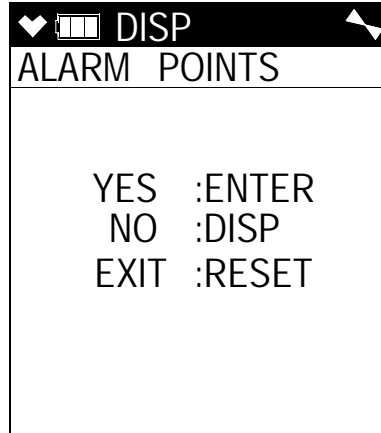 DISP
ALARM POINTS
YES :ENTER
NO :DISP
EXIT :RESET